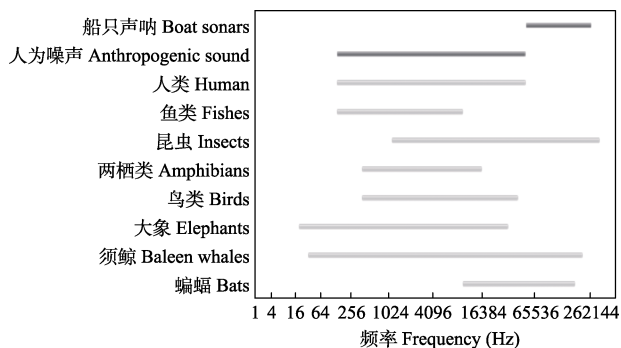 船只声呐 Boat sonars
人为噪声 Anthropogenic sound
人类 Human
鱼类 Fishes
昆虫 Insects
两栖类 Amphibians
鸟类 Birds
大象 Elephants
须鲸 Baleen whales
蝙蝠 Bats
1 4 16 64 256 1024 4096 16384 65536 262144
频率 Frequency (Hz)